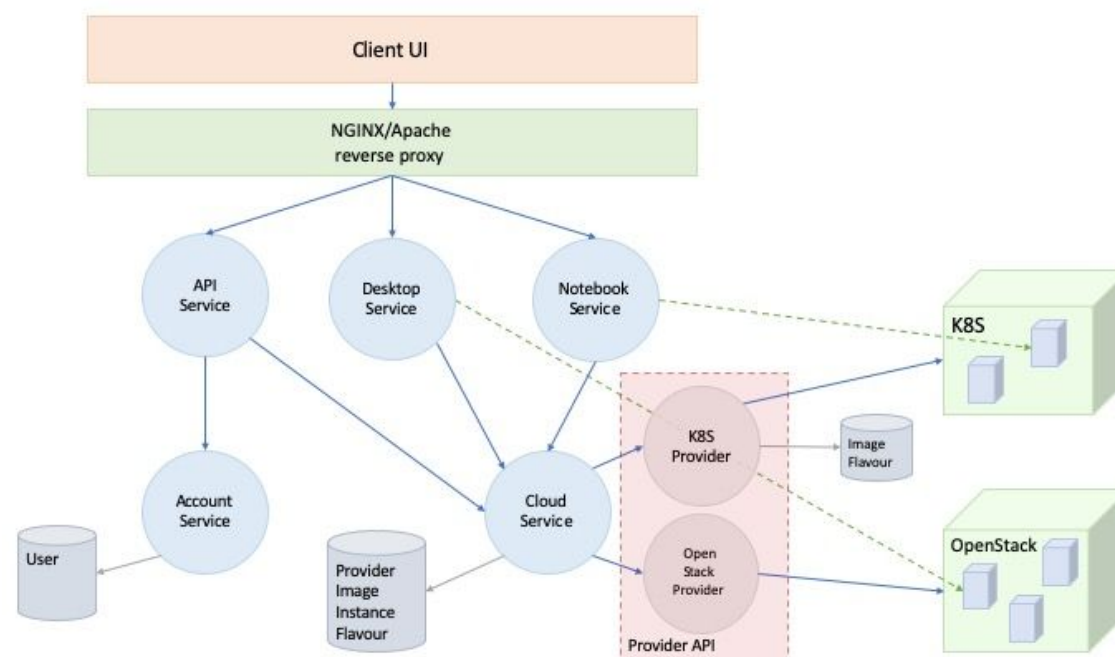 Client UI
NGINX/Apache
reverse proxy
API
Service
Desktop
Service
Notebook
Service
K8S
K8S
Provider
Image
Flavour
Account
Service
Cloud
Service
User
Provider
Image
Instance
Flavour
Open
Stack
Provider
OpenStack
Provider API